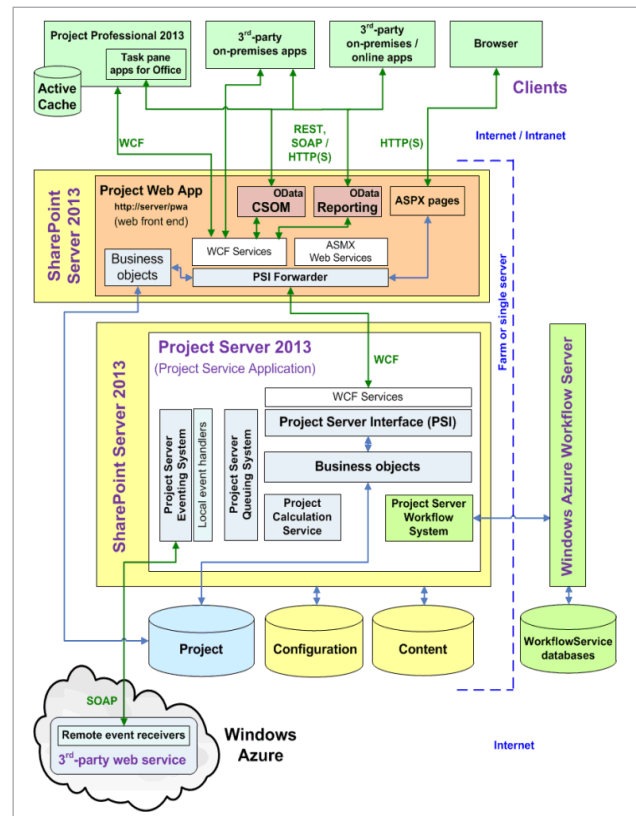 Project Professional 2013
Task pane
apps for Office
Active
Cache
3rd-party
on-premises apps
3rd-party
on-premises /
online apps
Browser
Clients
WCF
REST,
SOAP /
HTTP(S)
HTTP(S)
Internet / Intranet
SharePoint
Server 2013
Project Web App
http://server/pwa
(web front end)
OData
CSOM
OData
Reporting
ASPX pages
Business
objects
WCF Services
ASMX
Web Services
PSI Forwarder
Farm or single server
SharePoint Server 2013
Project Server 2013
(Project Service Application)
WCF
WCF Services
Project Server Interface (PSI)
Business objects
Project Server
Eventing System
Local event handlers
Project Server
Queuing System
Project
Calculation
Service
Project Server
Workflow
System
Windows Azure Workflow Server
Project
Configuration
Content
WorkflowService
databases
SOAP
Remote event receivers
3rd-party web service
Windows
Azure
Internet